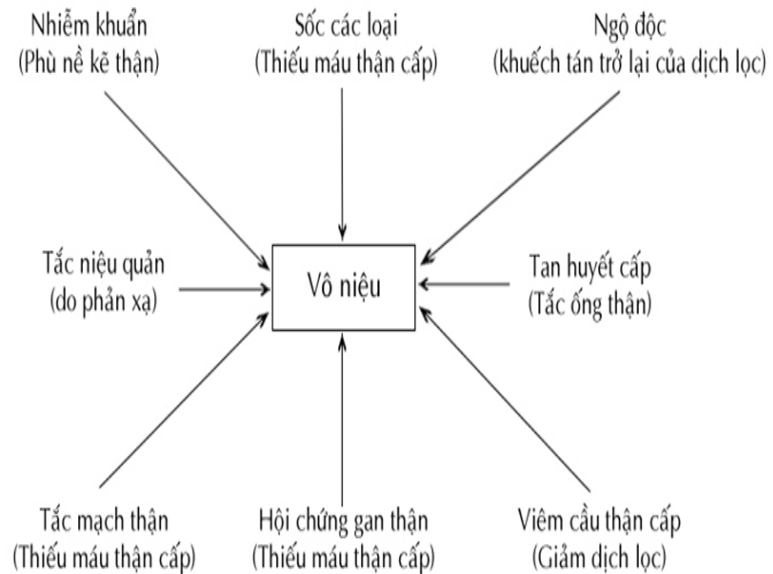 Nhiễm khuẩn
(Phù nề kẽ thận)
Sốc các loại
(Thiếu máu thận cấp)
Ngộ độc
(khuếch tán trở lại của dịch lọc)
Tắc niệu quản
(do phản xạ)
Vô niệu
Tan huyết cấp
(Tắc ống thận)
Tắc mạch thận
(Thiếu máu thận cấp)
Hội chứng gan thận
(Thiếu máu thận cấp)
Viêm cầu thận cấp
(Giảm dịch lọc)